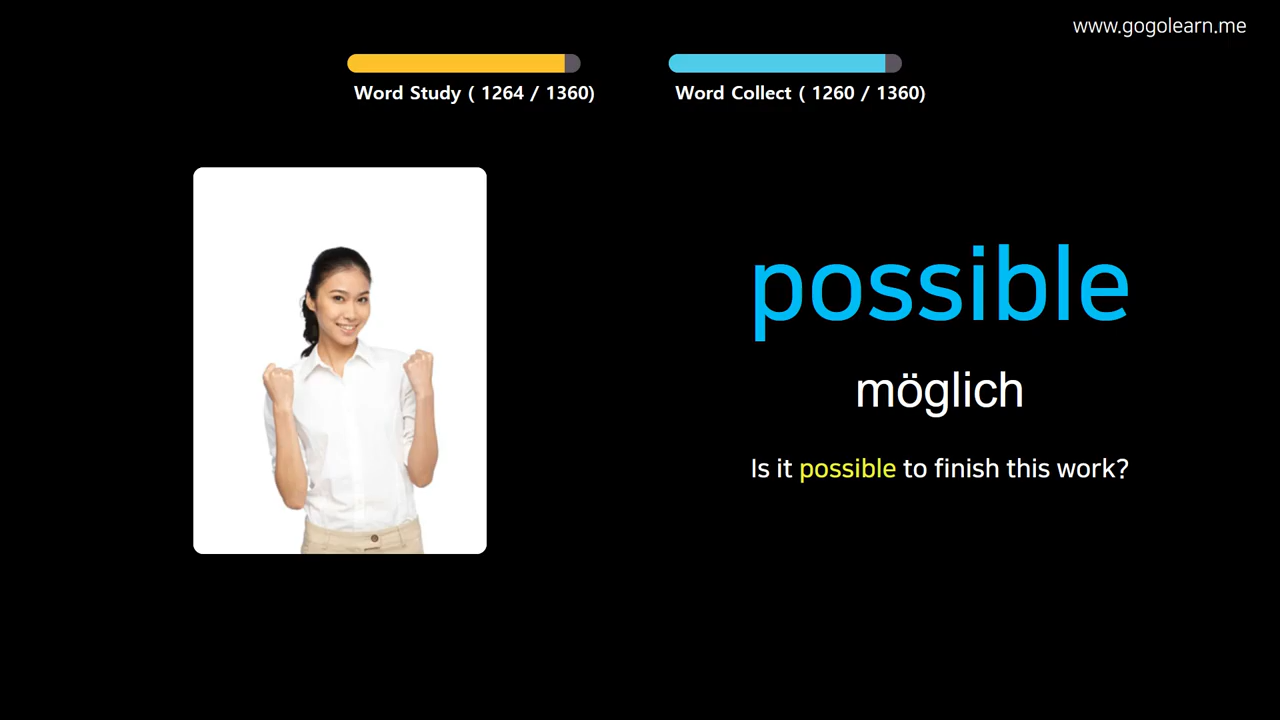 www.gogolearn.me
Word Study ( 1264 / 1360)
Word Collect ( 1260 / 1360)
possible
möglich
Is it possible to finish this work?